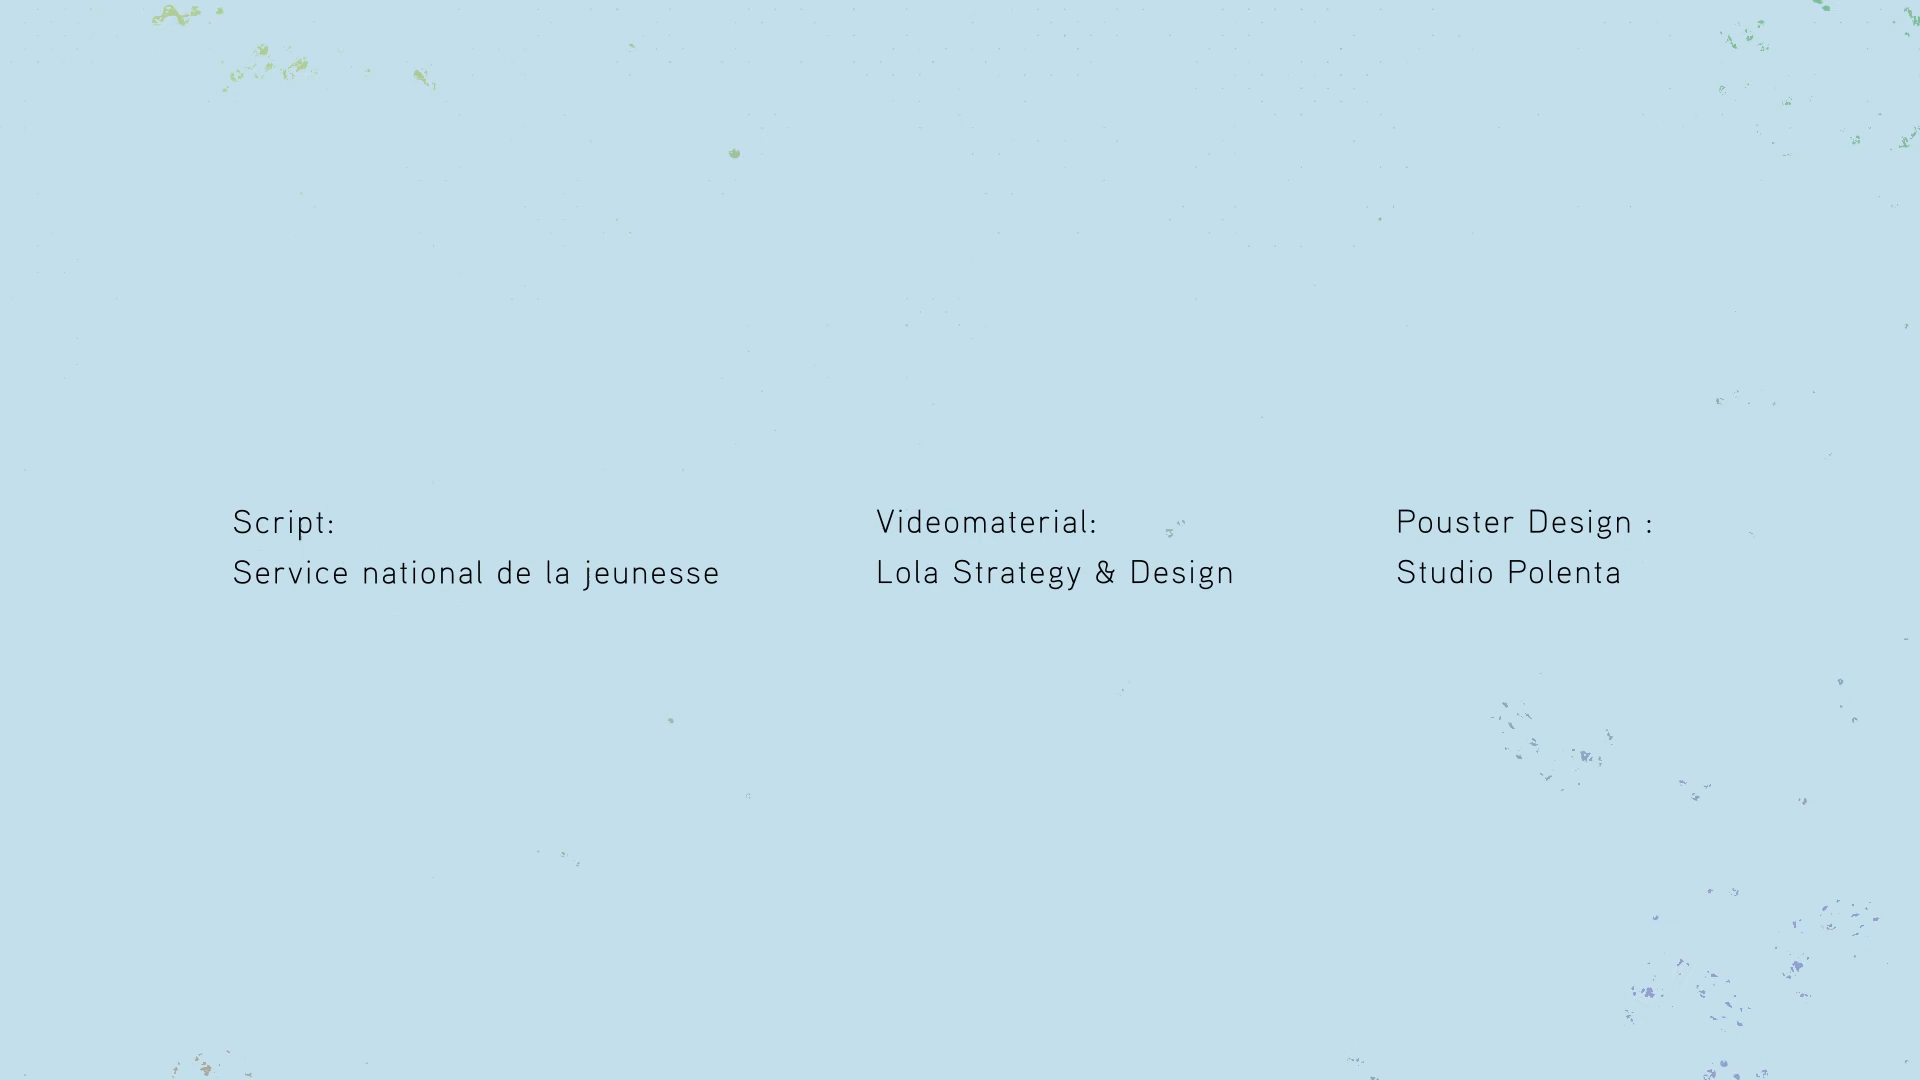 Script:
Service national de la jeunesse
Videomaterial:
Lola Strategy & Design
Pouster Design :
Studio Polenta